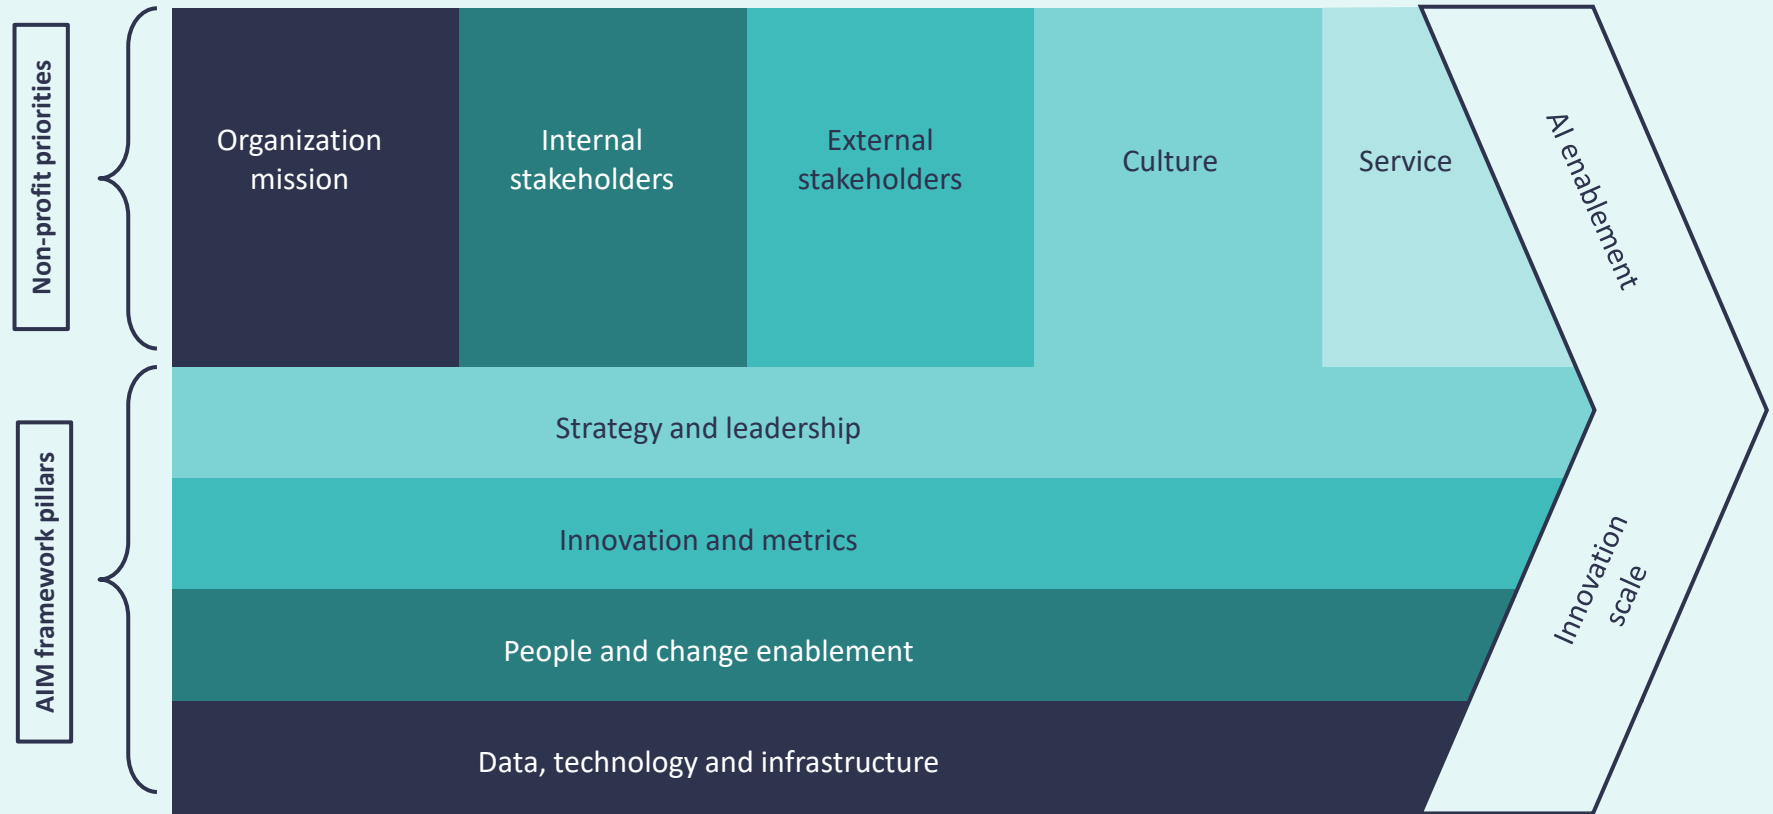 Non-profit priorities
Organization
mission
Internal
stakeholders
External
stakeholders
Culture
Service
AI enablement
AIM framework pillars
Strategy and leadership
Innovation and metrics
People and change enablement
Data, technology and infrastructure
Innovation
scale